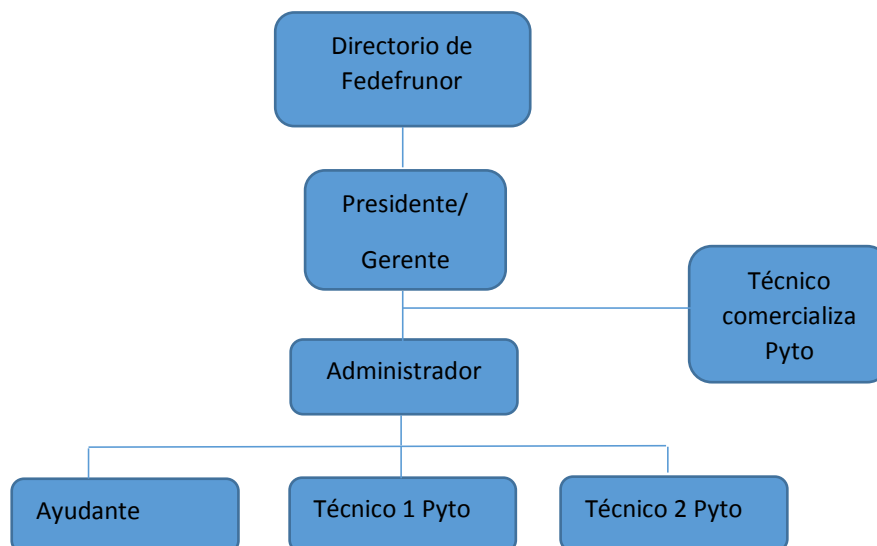 Directorio de
Fedefrunor
Presidente/
Gerente
Técnico
comercializa
Pyto
Administrador
Ayudante
Técnico 1 Pyto
Técnico 2 Pyto